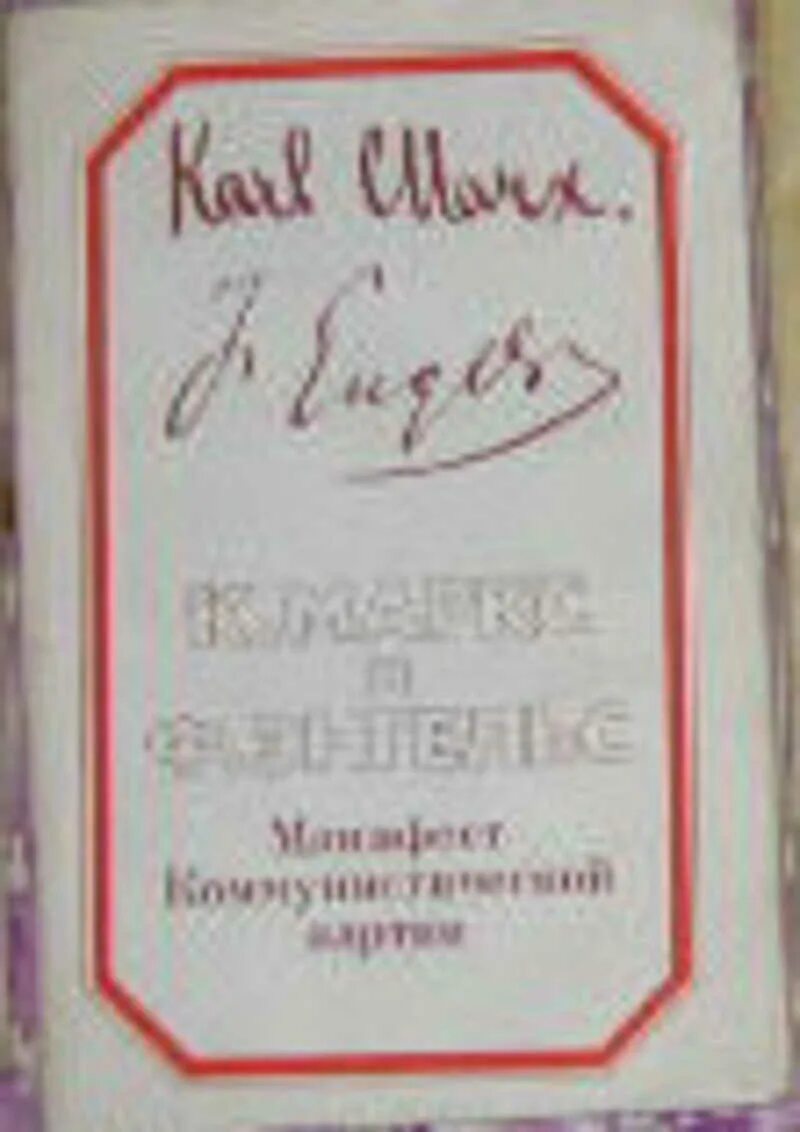 Karl Marx.
F. Engels
К. МАРКС
и
Ф. ЭНГЕЛЬС
Манифест
Коммунистической
партии